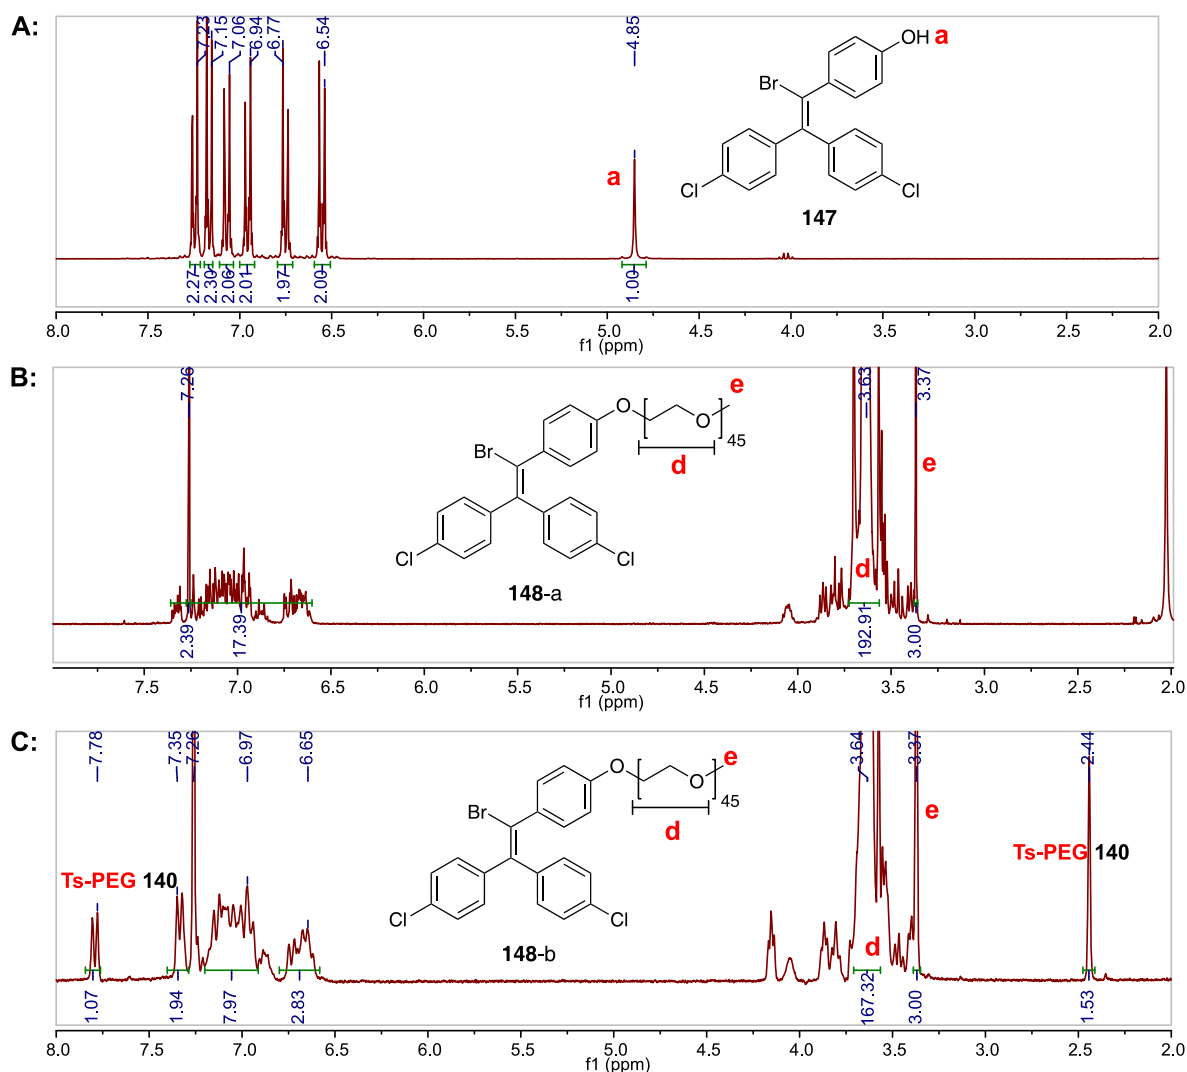 A:
7.23 7.15 7.06 6.94 6.77 6.54 4.85
OH a
Br
a
Cl Cl
147
2.27 2.30 2.06 2.01 1.97 2.00 1.00
8.0 7.5 7.0 6.5 6.0 5.5 5.0 4.5 4.0 3.5 3.0 2.5 2.0
f1 (ppm)
B:
7.26 3.63 3.37
O O e
45
Br d
e
Cl Cl
d
148-a
2.39 17.39 192.91 3.00
7.5 7.0 6.5 6.0 5.5 5.0 4.5 4.0 3.5 3.0 2.5 2.0
f1 (ppm)
C:
7.78 7.35 7.26 6.97 6.65 3.64 3.37 2.44
O O e
45
Br d
e
Ts-PEG 140 Ts-PEG 140
Cl Cl
d
148-b
1.07 1.94 7.97 2.83 167.32 3.00 1.53
8.0 7.5 7.0 6.5 6.0 5.5 5.0 4.5 4.0 3.5 3.0 2.5 2.0
f1 (ppm)